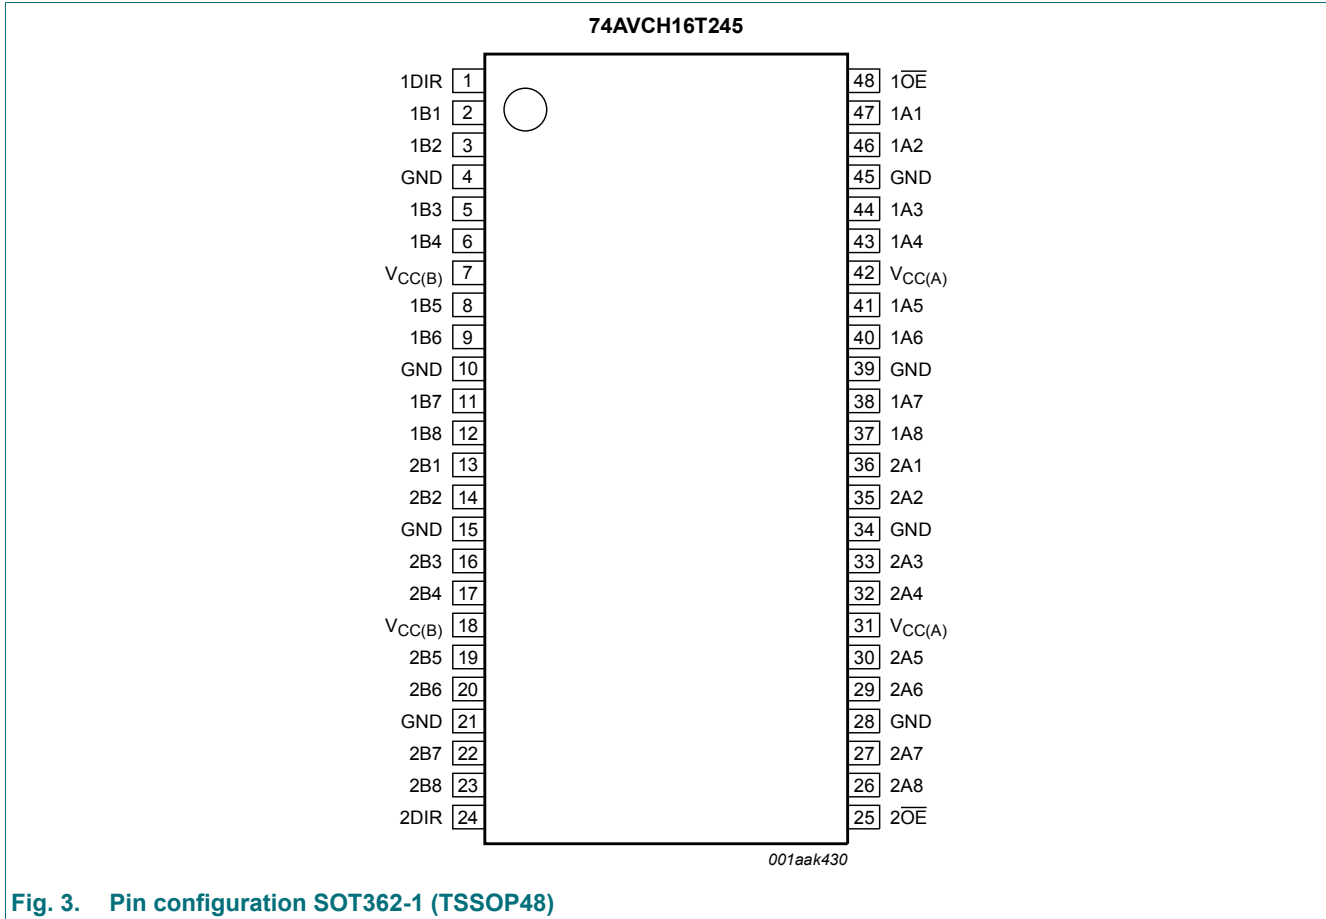 74AVCH16T245
1DIR 1 48 1OE
1B1 2 47 1A1
1B2 3 46 1A2
GND 4 45 GND
1B3 5 44 1A3
1B4 6 43 1A4
VCC(B) 7 42 VCC(A)
1B5 8 41 1A5
1B6 9 40 1A6
GND 10 39 GND
1B7 11 38 1A7
1B8 12 37 1A8
2B1 13 36 2A1
2B2 14 35 2A2
GND 15 34 GND
2B3 16 33 2A3
2B4 17 32 2A4
VCC(B) 18 31 VCC(A)
2B5 19 30 2A5
2B6 20 29 2A6
GND 21 28 GND
2B7 22 27 2A7
2B8 23 26 2A8
2DIR 24 25 2OE
001aak430
Fig. 3. Pin configuration SOT362-1 (TSSOP48)